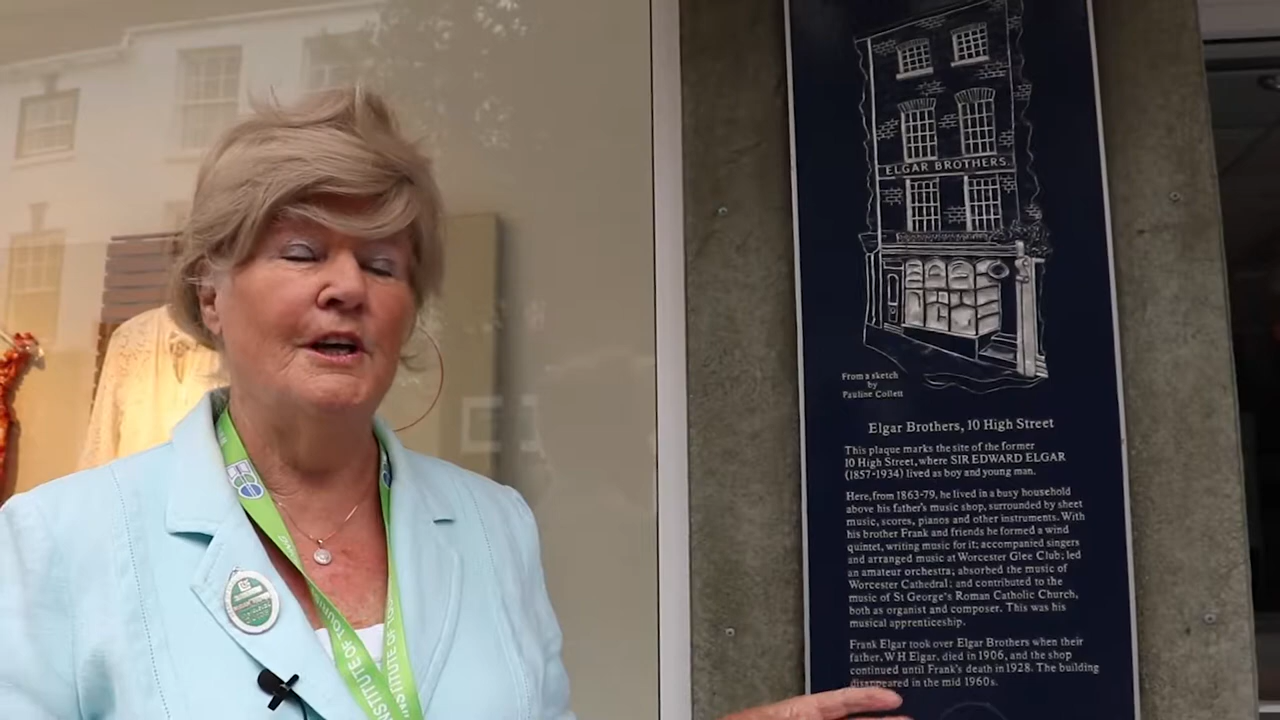 ELGAR BROTHERS.
From a sketch
by
Pauline Collett
Elgar Brothers, 10 High Street
This plaque marks the site of the former
10 High Street, where SIR EDWARD ELGAR
(1857-1934) lived as boy and young man.
Here, from 1863-79, he lived in a busy household
above his father's music shop, surrounded by sheet
music, scores, pianos and other instruments. With
his brother Frank and friends he formed a wind
quintet, writing music for it; accompanied singers
and arranged music at Worcester Glee Club; led
an amateur orchestra; absorbed the music of
Worcester Cathedral; and contributed to the
music of St George's Roman Catholic Church,
both as organist and composer. This was his
musical apprenticeship.
Frank Elgar took over Elgar Brothers when their
father, W H Elgar, died in 1906, and the shop
continued until Frank's death in 1928. The building
disappeared in the mid 1960s.
INSTITUTE OF TOURI